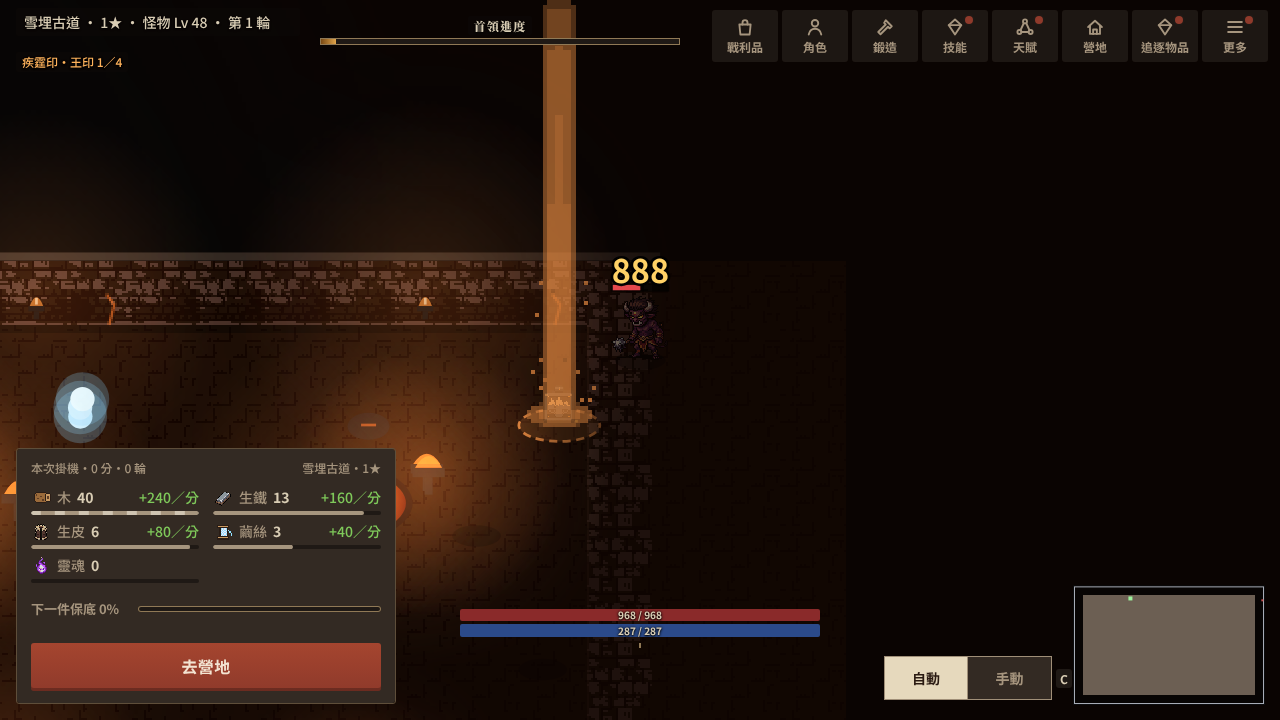 雪埋古道 · 1★ · 怪物 Lv 48 · 第 1 輪
首領進度
戰利品
角色
鍛造
技能
天賦
營地
追逐物品
更多
疾霆印·王印 1／4
888
本次掛機·0 分·0 輪
雪埋古道·1★
木 40 +240／分
生鐵 13 +160／分
生皮 6 +80／分
繭絲 3 +40／分
靈魂 0
下一件保底 0%
去營地
968 / 968
287 / 287
自動
手動
C